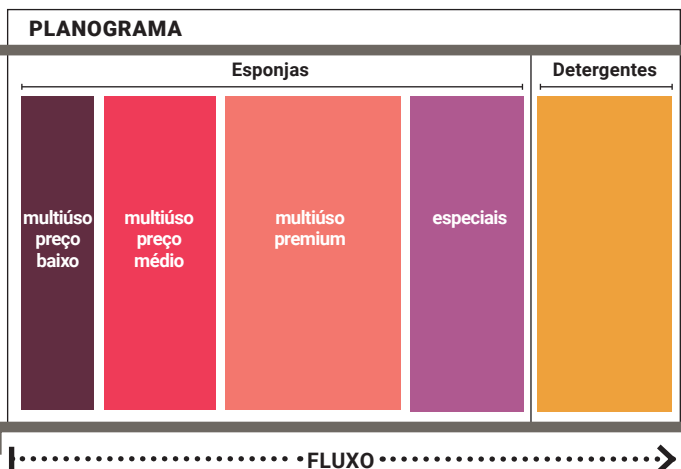 PLANOGRAMA
Esponjas
Detergentes
multiúso
preço
baixo
multiúso
preço
médio
multiúso
premium
especiais
FLUXO